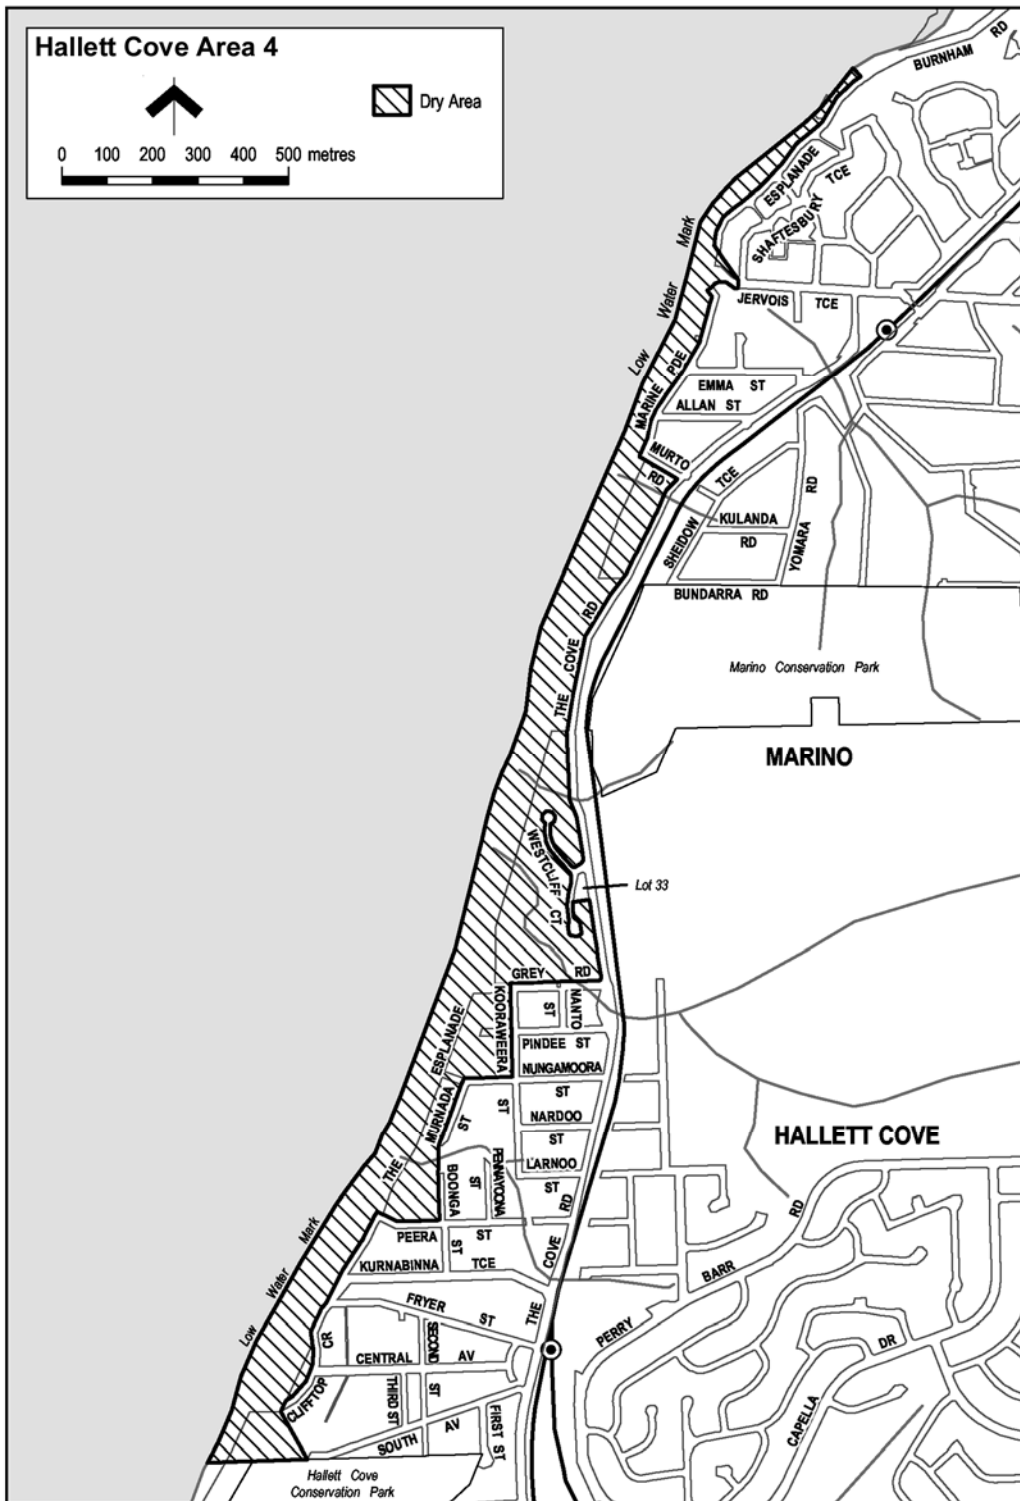 Hallett Cove Area 4
Dry Area
0 100 200 300 400 500 metres
BURNHAM RD
ESPLANADE
TCE
SHAFTESBURY
Low Water Mark
JERVOIS TCE
MARINE PDE
EMMA ST
ALLAN ST
MURTO RD
SHEIDOW TCE
KULANDA RD
YOMARA RD
BUNDARRA RD
THE COVE RD
Marino Conservation Park
MARINO
WESTCLIFF CT
Lot 33
GREY RD
KOORAWEERA ST
NANTO ST
PINDEE ST
NUNGAMOORA ST
THE ESPLANADE
MURNADA ST
NARDOO ST
L'ARNOO ST
HALLETT COVE
BOONGA ST
PENNAYOONA ST
THE COVE RD
PEERA ST
KURNABINNA TCE
Low Water Mark
FRYER ST
PERRY BARR RD
CLIFFTOP CR
CENTRAL AV
SECOND ST
THIRD ST
SOUTH AV
FIRST ST
CAPELLA DR
Hallett Cove
Conservation Park